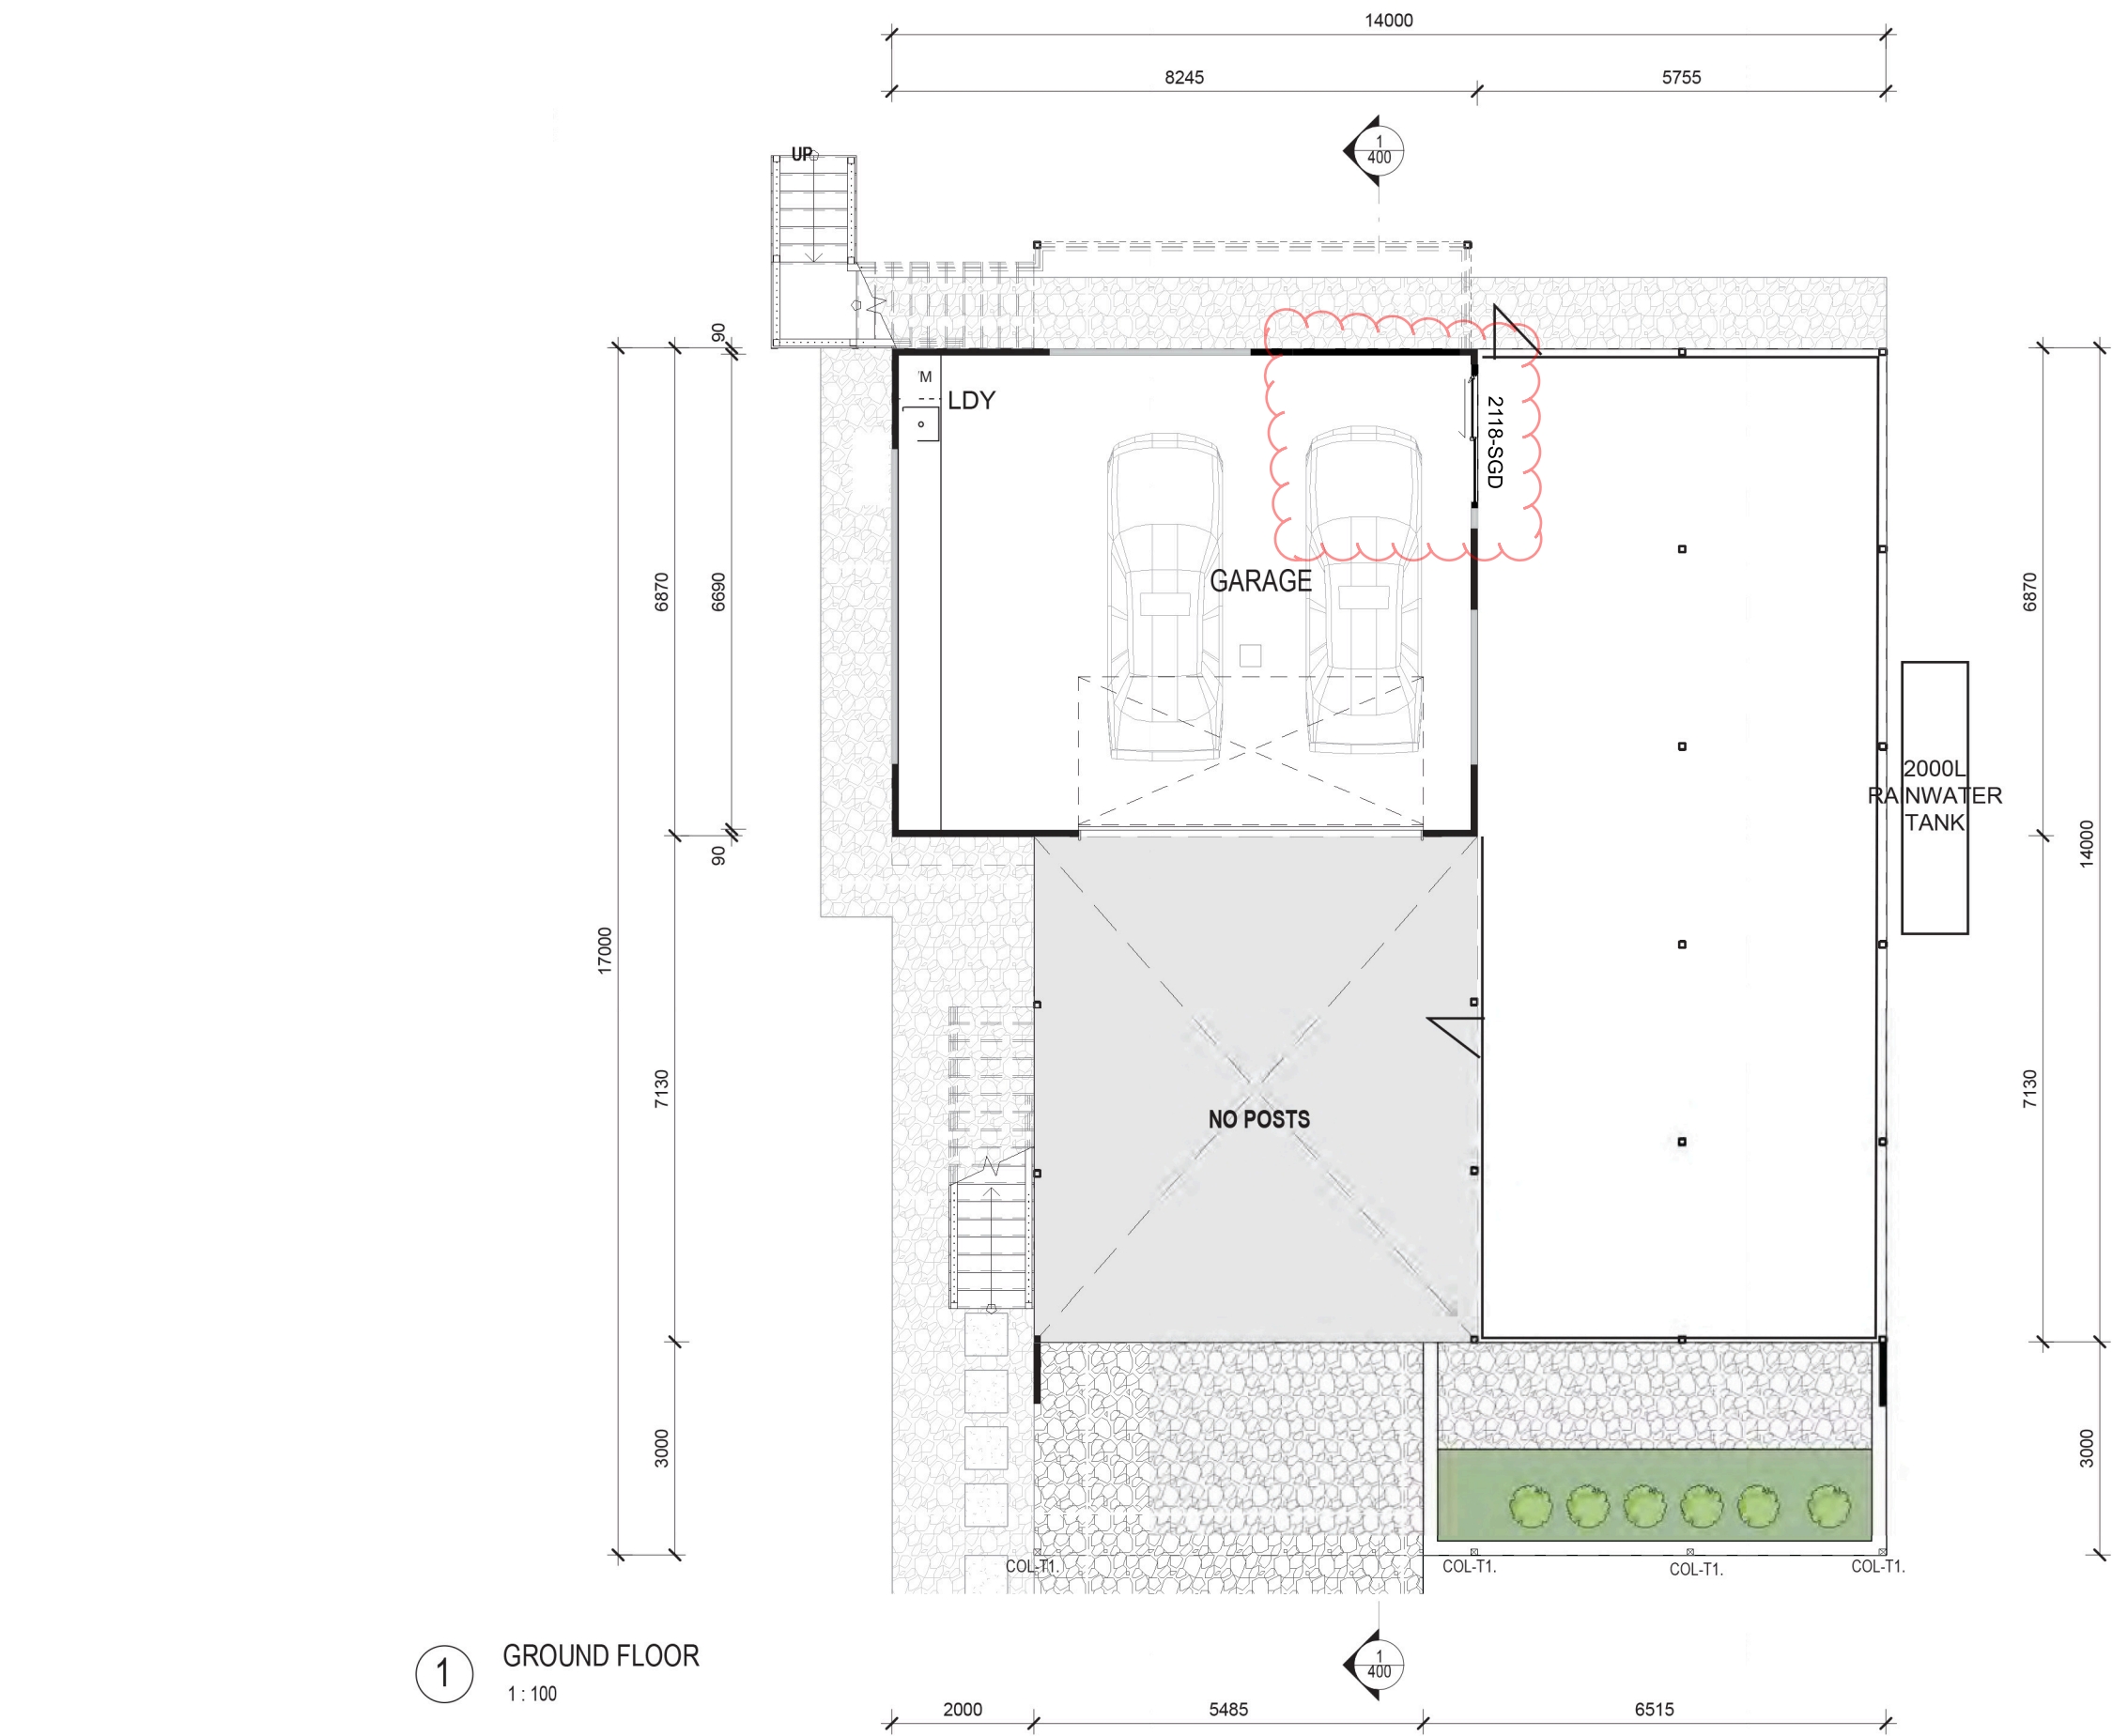 14000
8245
5755
UP
1
400
90
'M
LDY
2118-SGD
6870
6690
GARAGE
6870
2000L
RAINWATER
TANK
14000
90
17000
7130
NO POSTS
7130
3000
3000
COL-T1.
COL-T1.
COL-T1.
COL-T1.
1
GROUND FLOOR
1 : 100
1
400
2000
5485
6515